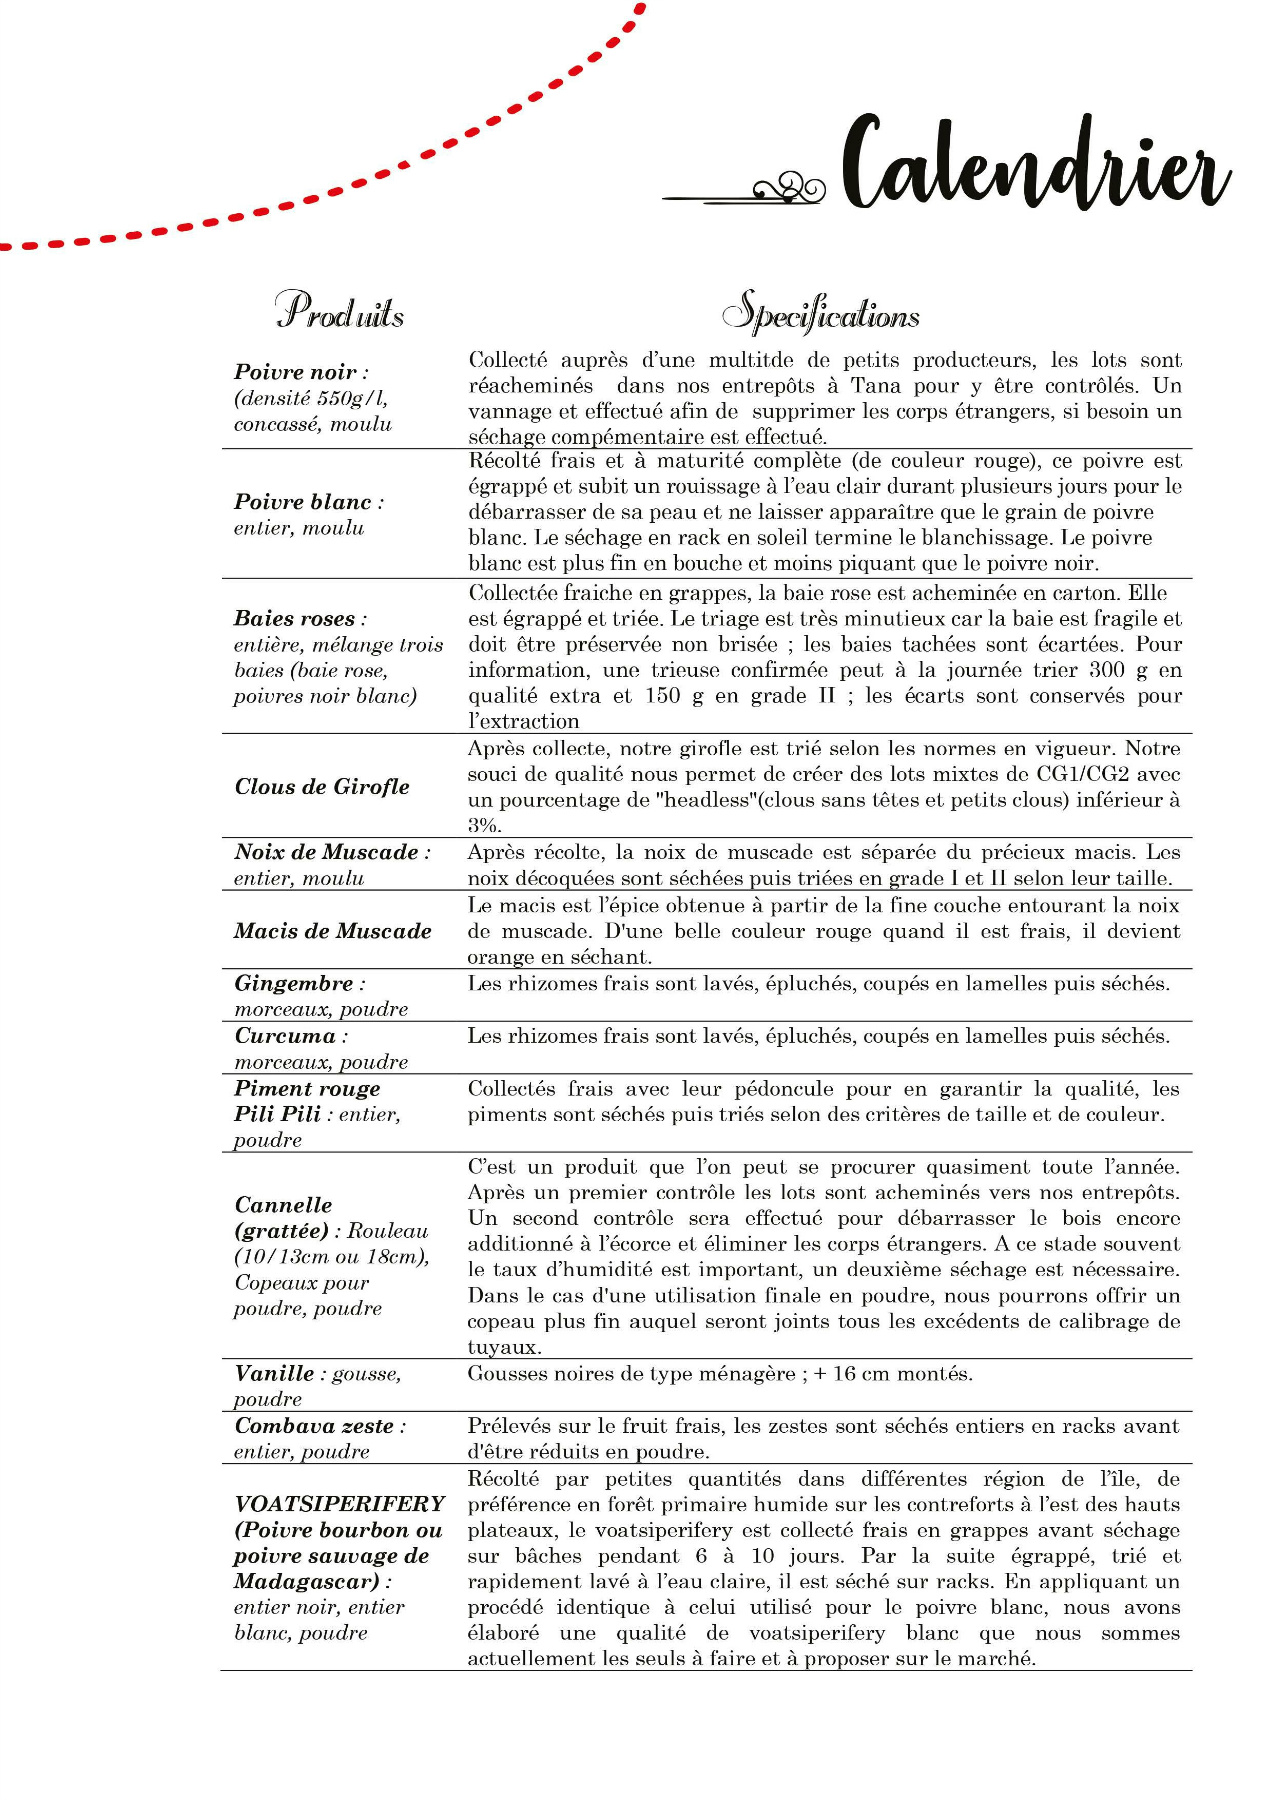 Calendrier
Produits
Specifications
Poivre noir :
(densité 550g/l,
concassé, moulu
Collecté auprès d’une multitde de petits producteurs, les lots sont
réacheminés dans nos entrepôts à Tana pour y être contrôlés. Un
vannage et effectué afin de supprimer les corps étrangers, si besoin un
séchage compémentaire est effectué.
Poivre blanc :
entier, moulu
Récolté frais et à maturité complète (de couleur rouge), ce poivre est
égrappé et subit un rouissage à l’eau clair durant plusieurs jours pour le
débarrasser de sa peau et ne laisser apparaître que le grain de poivre
blanc. Le séchage en rack en soleil termine le blanchissage. Le poivre
blanc est plus fin en bouche et moins piquant que le poivre noir.
Baies roses :
entière, mélange trois
baies (baie rose,
poivres noir blanc)
Collectée fraiche en grappes, la baie rose est acheminée en carton. Elle
est égrappé et triée. Le triage est très minutieux car la baie est fragile et
doit être préservée non brisée ; les baies tachées sont écartées. Pour
information, une trieuse confirmée peut à la journée trier 300 g en
qualité extra et 150 g en grade II ; les écarts sont conservés pour
l’extraction
Clous de Girofle
Après collecte, notre girofle est trié selon les normes en vigueur. Notre
souci de qualité nous permet de créer des lots mixtes de CG1/CG2 avec
un pourcentage de "headless"(clous sans têtes et petits clous) inférieur à
3%.
Noix de Muscade :
entier, moulu
Après récolte, la noix de muscade est séparée du précieux macis. Les
noix décoquées sont séchées puis triées en grade I et II selon leur taille.
Macis de Muscade
Le macis est l’épice obtenue à partir de la fine couche entourant la noix
de muscade. D'une belle couleur rouge quand il est frais, il devient
orange en séchant.
Gingembre :
morceaux, poudre
Les rhizomes frais sont lavés, épluchés, coupés en lamelles puis séchés.
Curcuma :
morceaux, poudre
Les rhizomes frais sont lavés, épluchés, coupés en lamelles puis séchés.
Piment rouge
Pili Pili : entier,
poudre
Collectés frais avec leur pédoncule pour en garantir la qualité, les
piments sont séchés puis triés selon des critères de taille et de couleur.
Cannelle
(grattée) : Rouleau
(10/13cm ou 18cm),
Copeaux pour
poudre, poudre
C’est un produit que l’on peut se procurer quasiment toute l’année.
Après un premier contrôle les lots sont acheminés vers nos entrepôts.
Un second contrôle sera effectué pour débarrasser le bois encore
additionné à l’écorce et éliminer les corps étrangers. A ce stade souvent
le taux d’humidité est important, un deuxième séchage est nécessaire.
Dans le cas d'une utilisation finale en poudre, nous pourrons offrir un
copeau plus fin auquel seront joints tous les excédents de calibrage de
tuyaux.
Vanille : gousse,
poudre
Gousses noires de type ménagère ; + 16 cm montés.
Combava zeste :
entier, poudre
Prélevés sur le fruit frais, les zestes sont séchés entiers en racks avant
d'être réduits en poudre.
VOATSIPERIFERY
(Poivre bourbon ou
poivre sauvage de
Madagascar) :
entier noir, entier
blanc, poudre
Récolté par petites quantités dans différentes région de l’île, de
préférence en forêt primaire humide sur les contreforts à l’est des hauts
plateaux, le voatsiperifery est collecté frais en grappes avant séchage
sur bâches pendant 6 à 10 jours. Par la suite égrappé, trié et
rapidement lavé à l’eau claire, il est séché sur racks. En appliquant un
procédé identique à celui utilisé pour le poivre blanc, nous avons
élaboré une qualité de voatsiperifery blanc que nous sommes
actuellement les seuls à faire et à proposer sur le marché.